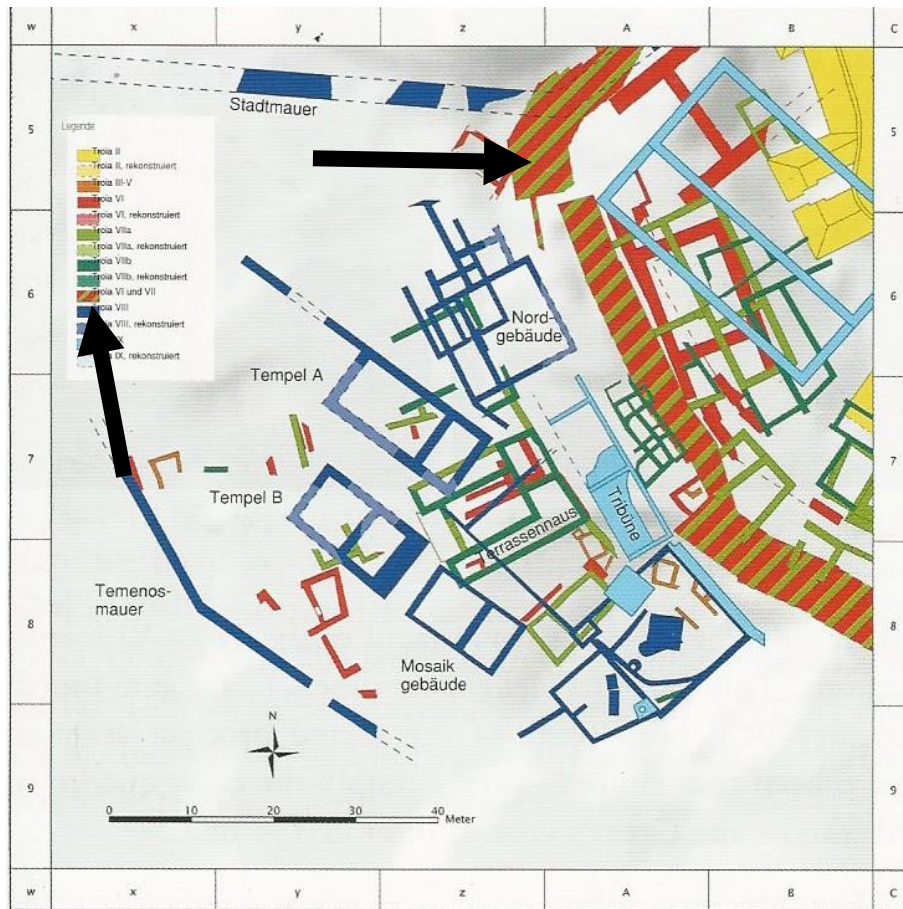 w x y z A B C
Stadtmauer
5 5
Legende
Troia II
Troia II, rekonstruiert
Troia III-V
Troia VI
Troia VI, rekonstruiert
Troia VIIa
Troia VIIa, rekonstruiert
Troia VIIb
Troia VIIb, rekonstruiert
Troia VI und VII
Troia VIII
VIII, rekonstruiert
X
IX, rekonstruiert
6 6
Nord-
gebäude
Tempel A
7 7
Tempel B
Tribüne
Terrassenhaus
Temenos-
mauer
8 8
Mosaik
gebäude
N
9 9
0 10 20 30 40 Meter
w x y z A B C